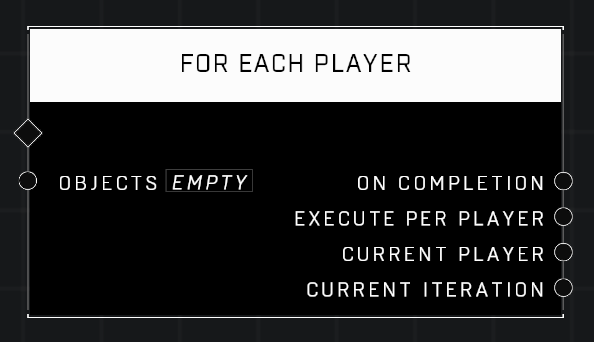 FOR EACH PLAYER
OBJECTS EMPTY ON COMPLETION
EXECUTE PER PLAYER
CURRENT PLAYER
CURRENT ITERATION